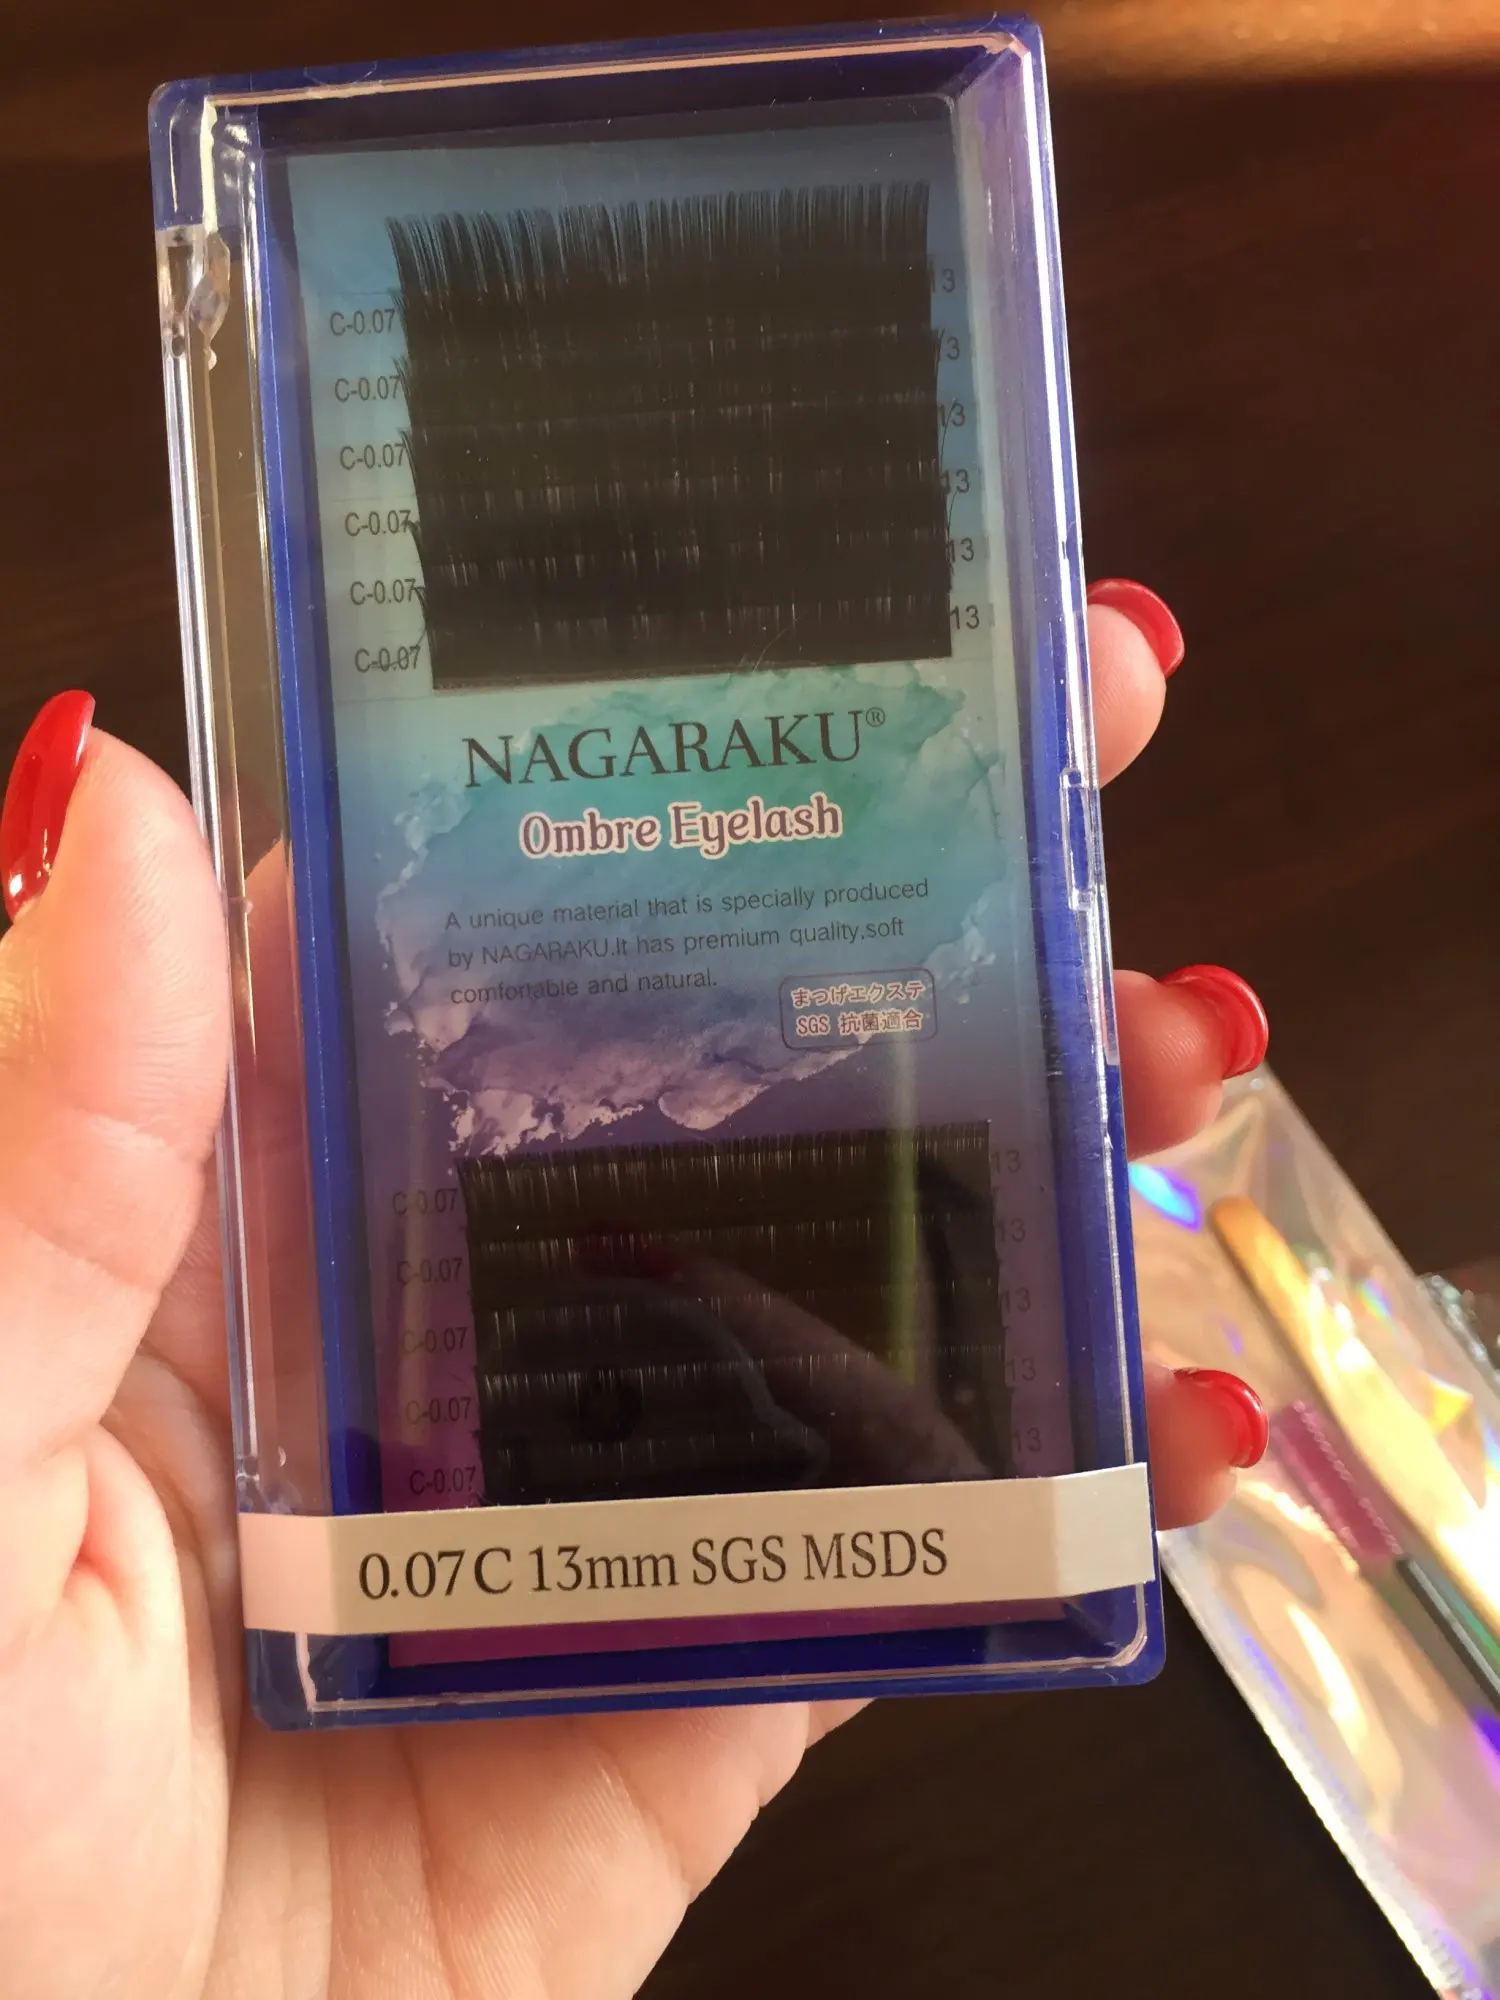 C-0.07 13
C-0.07 13
C-0.07 13
C-0.07 13
C-0.07 13
C-0.07 13
NAGARAKU®
Ombre Eyelash
A unique material that is specially produced
by NAGARAKU.It has premium quality,soft
comfortable and natural.
まつげエクステ
SGS 抗菌適合
C-0.07 13
C-0.07 13
C-0.07 13
C-0.07 13
C-0.07 13
0.07 C 13mm SGS MSDS